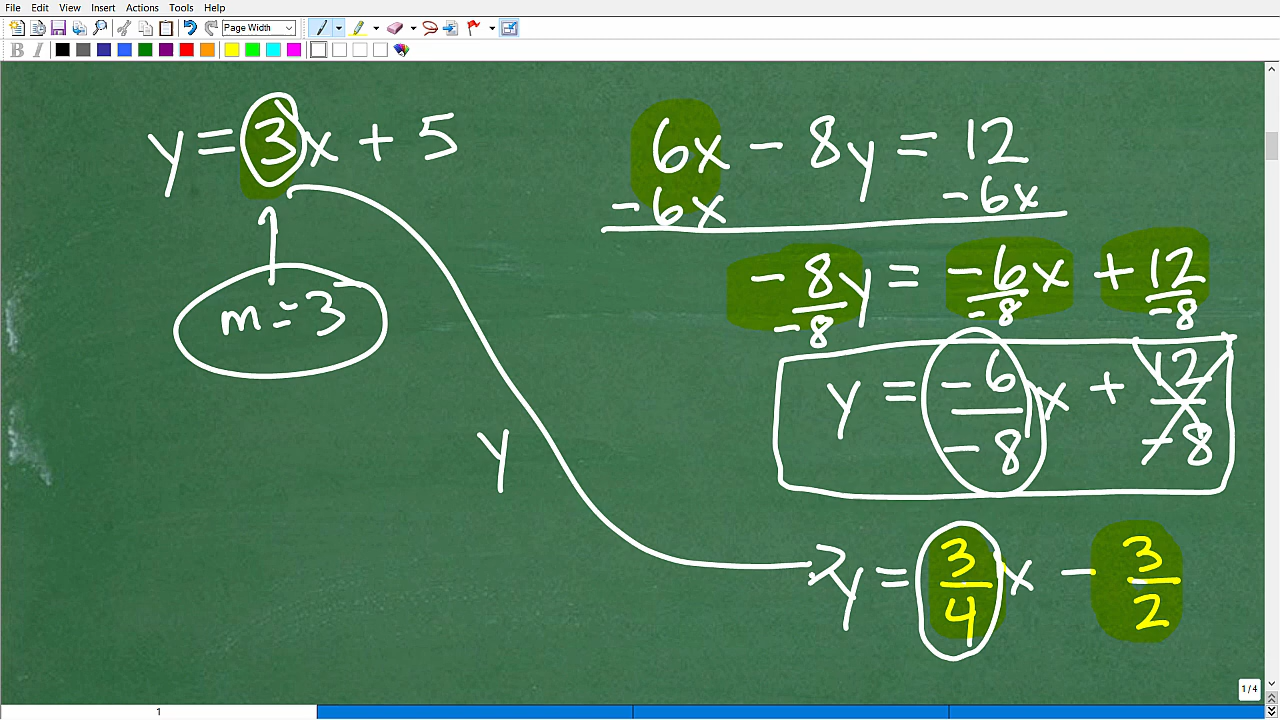 File Edit View Insert Actions Tools Help
Page Width
B I
y = 3x + 5
m = 3
y
6x - 8y = 12
-6x -6x
-8y = -6x + 12
-8 -8 -8
y = -6/-8 x + 12/-8
y = 3/4 x - 3/2
1/4
1